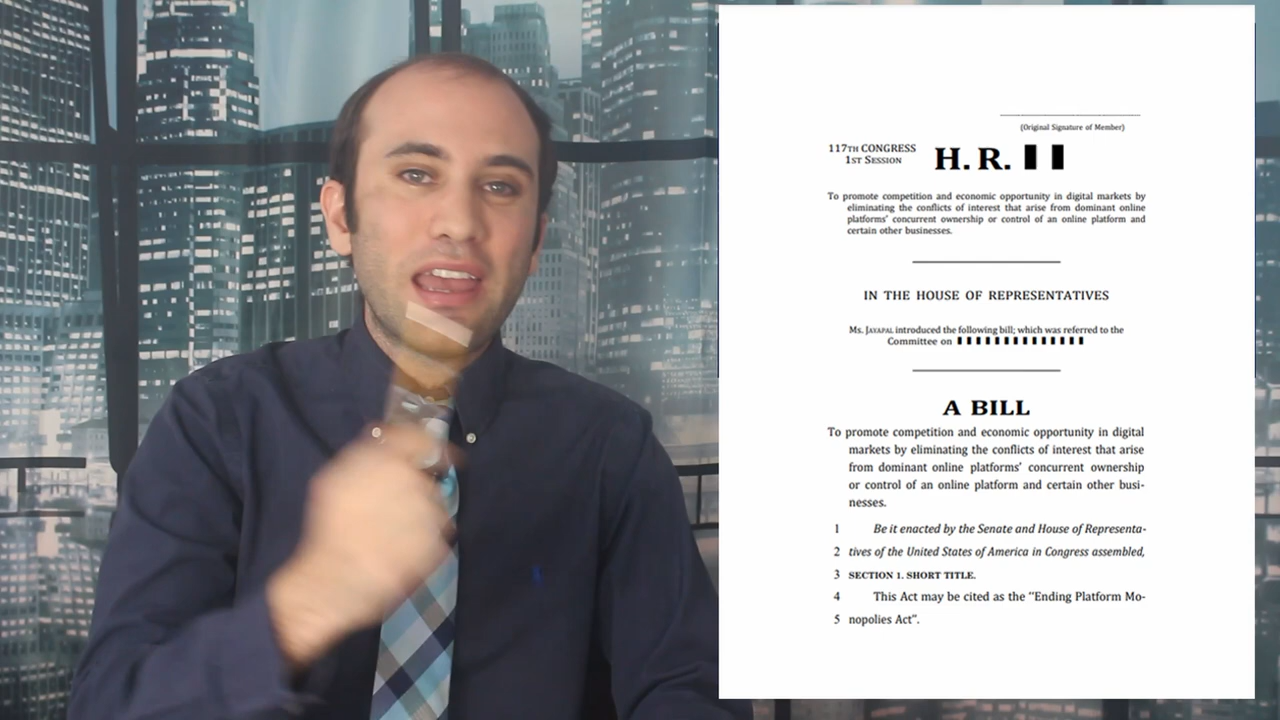 (Original Signature of Member)
117TH CONGRESS
1ST SESSION
H. R.
To promote competition and economic opportunity in digital markets by
eliminating the conflicts of interest that arise from dominant online
platforms' concurrent ownership or control of an online platform and
certain other businesses.
IN THE HOUSE OF REPRESENTATIVES
Ms. JAYAPAL introduced the following bill; which was referred to the
Committee on
A BILL
To promote competition and economic opportunity in digital
markets by eliminating the conflicts of interest that arise
from dominant online platforms' concurrent ownership
or control of an online platform and certain other busi-
nesses.
1 Be it enacted by the Senate and House of Representa-
2 tives of the United States of America in Congress assembled,
3 SECTION 1. SHORT TITLE.
4 This Act may be cited as the "Ending Platform Mo-
5 nopolies Act".